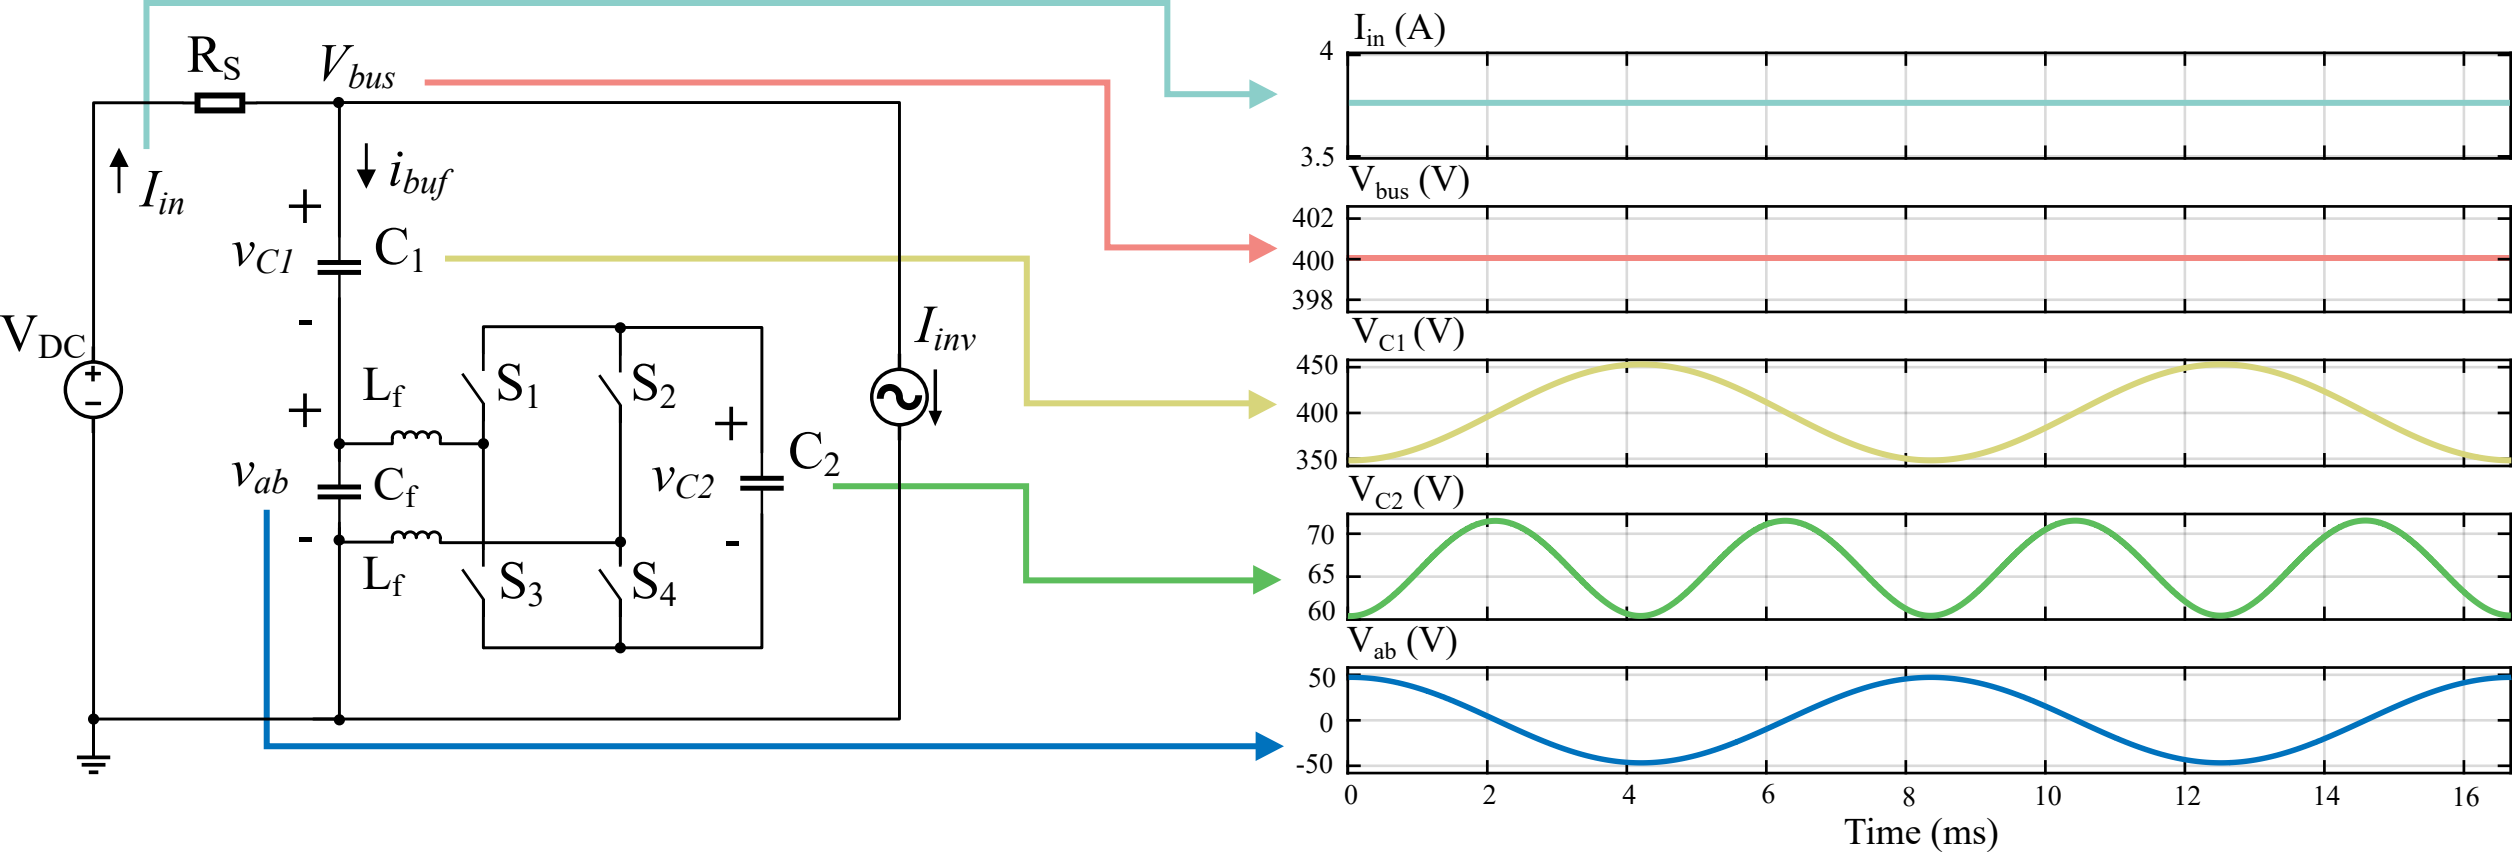 R_S
V_bus
I_in
i_buf
+
v_C1
C_1
-
V_DC
+
-
+
v_ab
C_f
-
L_f
L_f
S_1
S_2
S_3
S_4
+
v_C2
C_2
-
I_inv
I_in (A)
4
3.5
V_bus (V)
402
400
398
V_C1 (V)
450
400
350
V_C2 (V)
70
65
60
V_ab (V)
50
0
-50
0 2 4 6 8 10 12 14 16
Time (ms)